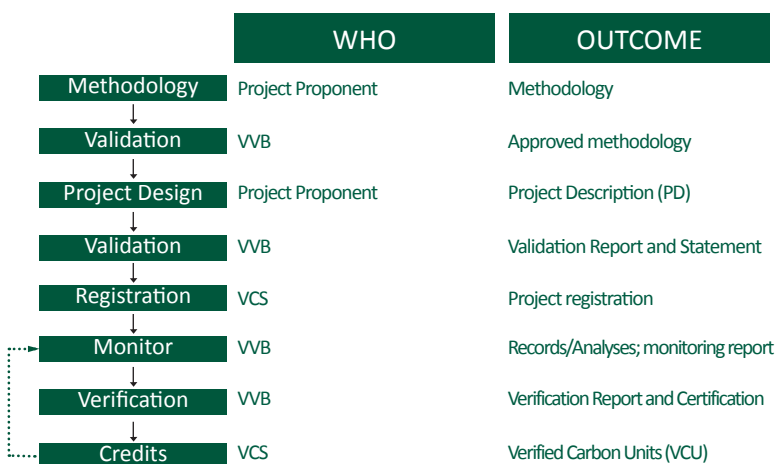 WHO OUTCOME
Methodology Project Proponent Methodology
Validation VVB Approved methodology
Project Design Project Proponent Project Description (PD)
Validation VVB Validation Report and Statement
Registration VCS Project registration
Monitor VVB Records/Analyses; monitoring report
Verification VVB Verification Report and Certification
Credits VCS Verified Carbon Units (VCU)